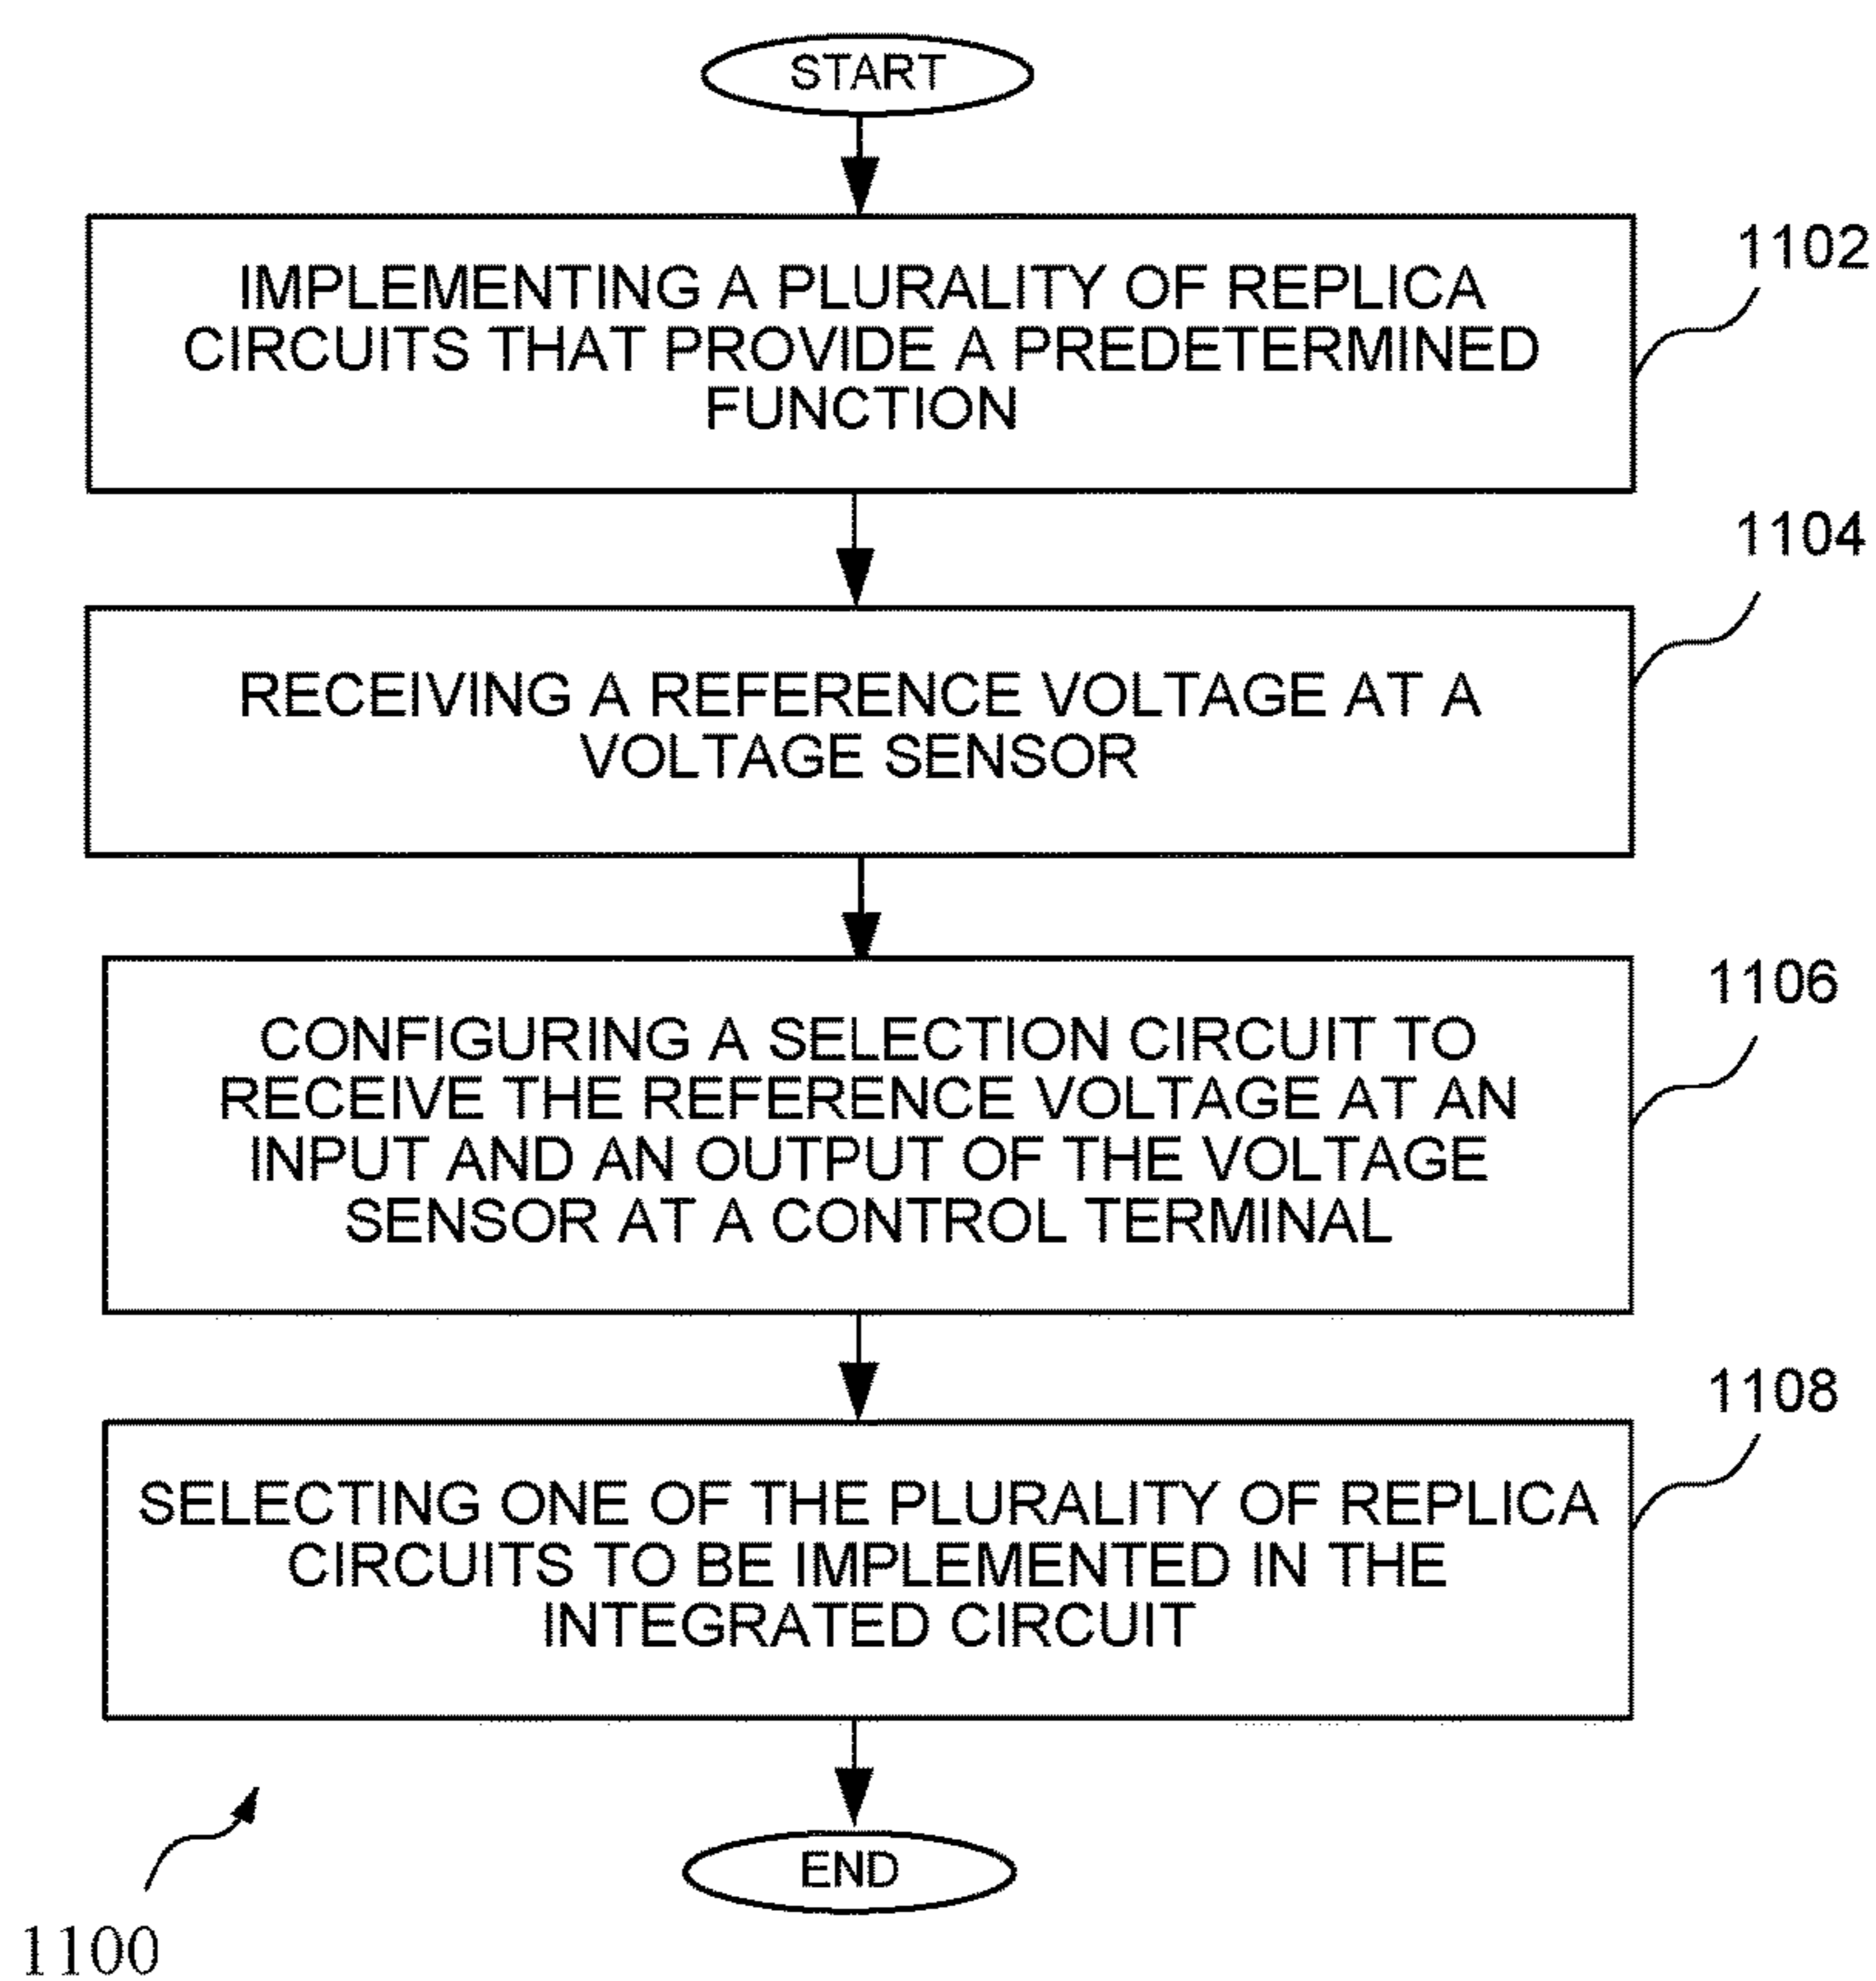 START
IMPLEMENTING A PLURALITY OF REPLICA
CIRCUITS THAT PROVIDE A PREDETERMINED
FUNCTION
1102
RECEIVING A REFERENCE VOLTAGE AT A
VOLTAGE SENSOR
1104
CONFIGURING A SELECTION CIRCUIT TO
RECEIVE THE REFERENCE VOLTAGE AT AN
INPUT AND AN OUTPUT OF THE VOLTAGE
SENSOR AT A CONTROL TERMINAL
1106
SELECTING ONE OF THE PLURALITY OF REPLICA
CIRCUITS TO BE IMPLEMENTED IN THE
INTEGRATED CIRCUIT
1108
END
1100